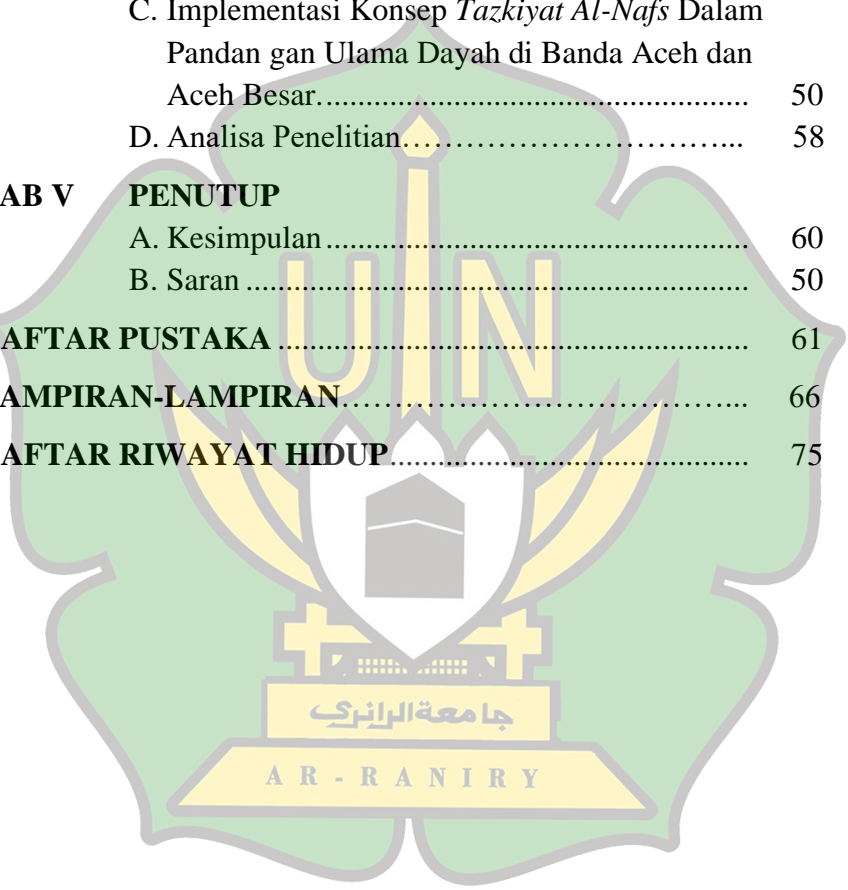 C. Implementasi Konsep Tazkiyat Al-Nafs Dalam
Pandan gan Ulama Dayah di Banda Aceh dan
Aceh Besar................................................... 50
D. Analisa Penelitian…………………………... 58
AB V PENUTUP
A. Kesimpulan................................................. 60
B. Saran........................................................... 50
AFTAR PUSTAKA....................................................... 61
AMPIRAN-LAMPIRAN………………………………... 66
AFTAR RIWAYAT HIDUP.......................................... 75
UIN
جامعةالرانري
AR-RANIRY